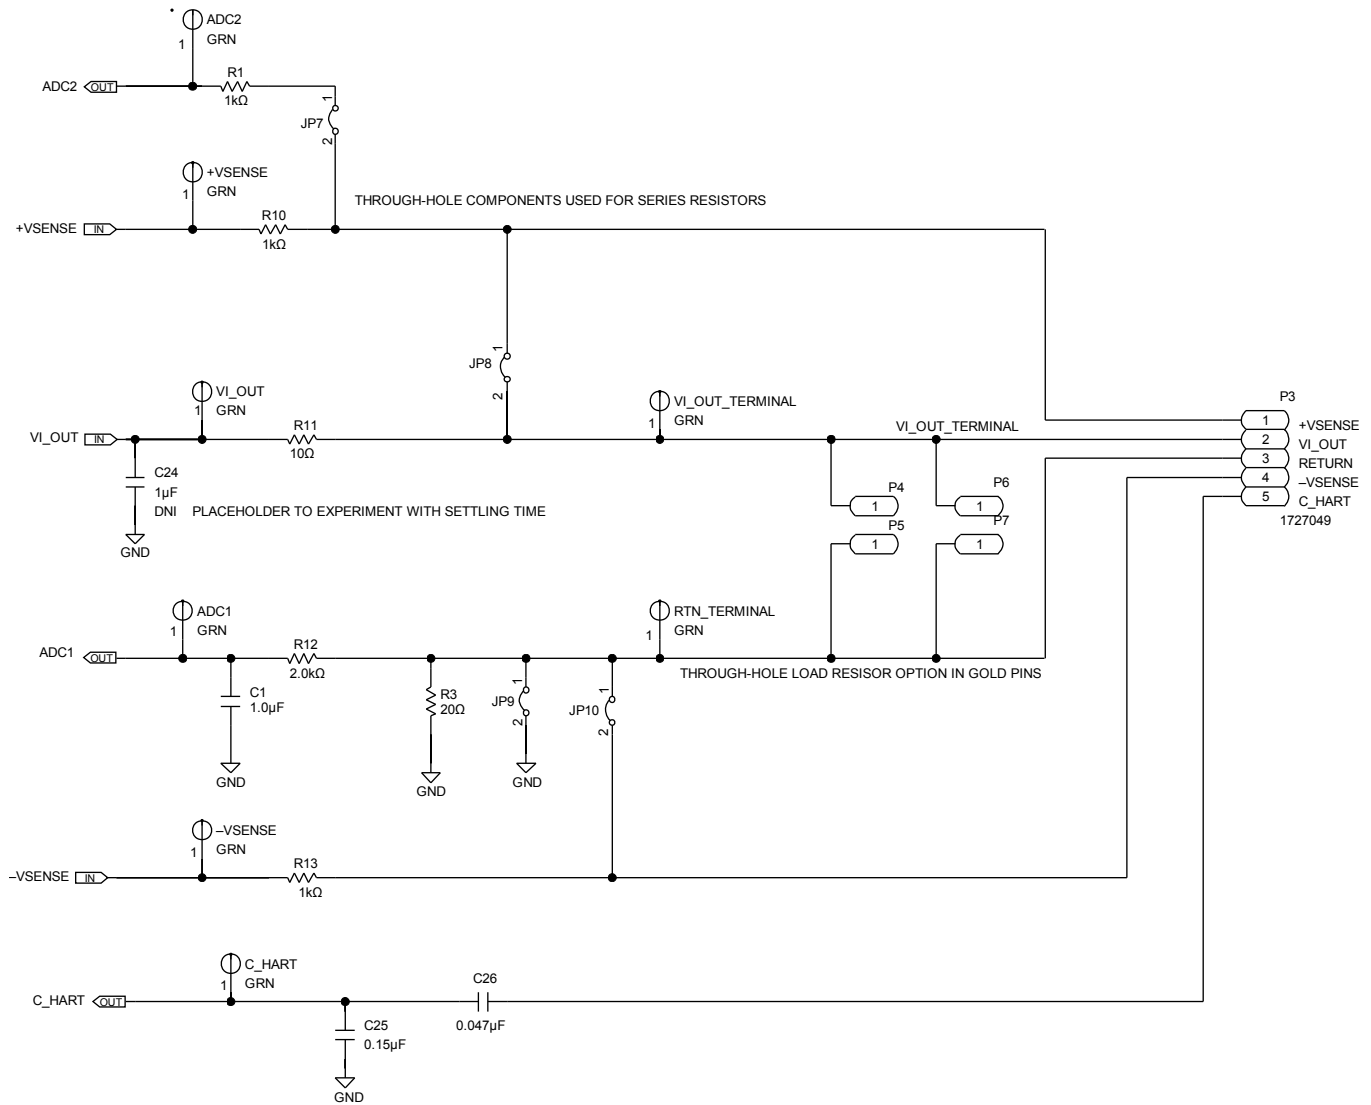 ADC2
GRN
1
ADC2 OUT
R1
1kΩ
1
JP7
2
+VSENSE
GRN
1
THROUGH-HOLE COMPONENTS USED FOR SERIES RESISTORS
+VSENSE IN
R10
1kΩ
1
JP8
2
VI_OUT
GRN
1
VI_OUT_TERMINAL
GRN
1
P3
VI_OUT IN
R11
10Ω
VI_OUT_TERMINAL
1 +VSENSE
2 VI_OUT
3 RETURN
4 –VSENSE
5 C_HART
1727049
C24
1µF
DNI PLACEHOLDER TO EXPERIMENT WITH SETTLING TIME
GND
P4
1
P6
1
P5
1
P7
1
ADC1
GRN
1
RTN_TERMINAL
GRN
1
ADC1 OUT
R12
2.0kΩ
THROUGH-HOLE LOAD RESISOR OPTION IN GOLD PINS
C1
1.0µF
GND
R3
20Ω
GND
1
JP9
2
GND
1
JP10
2
–VSENSE
GRN
1
–VSENSE IN
R13
1kΩ
C_HART
GRN
1
C_HART OUT
C26
0.047µF
C25
0.15µF
GND